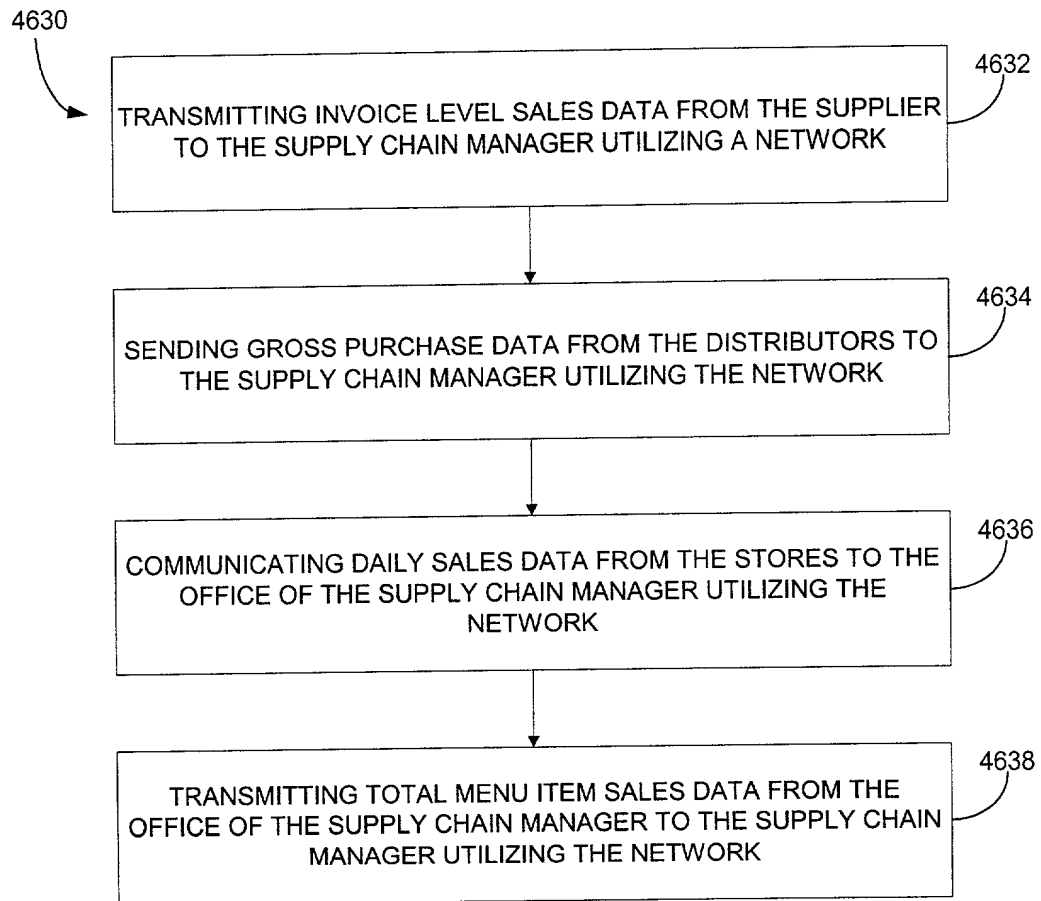 4630
4632
TRANSMITTING INVOICE LEVEL SALES DATA FROM THE SUPPLIER
TO THE SUPPLY CHAIN MANAGER UTILIZING A NETWORK
4634
SENDING GROSS PURCHASE DATA FROM THE DISTRIBUTORS TO
THE SUPPLY CHAIN MANAGER UTILIZING THE NETWORK
4636
COMMUNICATING DAILY SALES DATA FROM THE STORES TO THE
OFFICE OF THE SUPPLY CHAIN MANAGER UTILIZING THE
NETWORK
4638
TRANSMITTING TOTAL MENU ITEM SALES DATA FROM THE
OFFICE OF THE SUPPLY CHAIN MANAGER TO THE SUPPLY CHAIN
MANAGER UTILIZING THE NETWORK